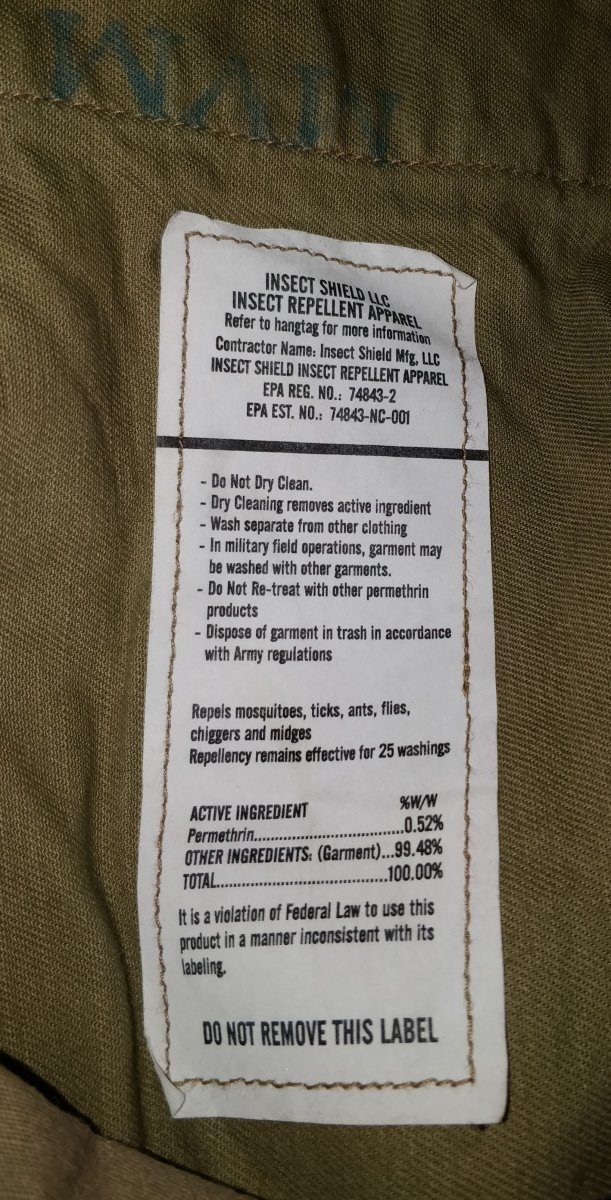 INSECT SHIELD LLC
INSECT REPELLENT APPAREL
Refer to hangtag for more information
Contractor Name: Insect Shield Mfg, LLC
INSECT SHIELD INSECT REPELLENT APPAREL
EPA REG. NO.: 74843-2
EPA EST. NO.: 74843-NC-001
- Do Not Dry Clean.
- Dry Cleaning removes active ingredient
- Wash separate from other clothing
- In military field operations, garment may
be washed with other garments.
- Do Not Re-treat with other permethrin
products
- Dispose of garment in trash in accordance
with Army regulations
Repels mosquitoes, ticks, ants, flies,
chiggers and midges
Repellency remains effective for 25 washings
ACTIVE INGREDIENT %W/W
Permethrin..................................0.52%
OTHER INGREDIENTS: (Garment)...99.48%
TOTAL.......................................100.00%
It is a violation of Federal Law to use this
product in a manner inconsistent with its
labeling.
DO NOT REMOVE THIS LABEL